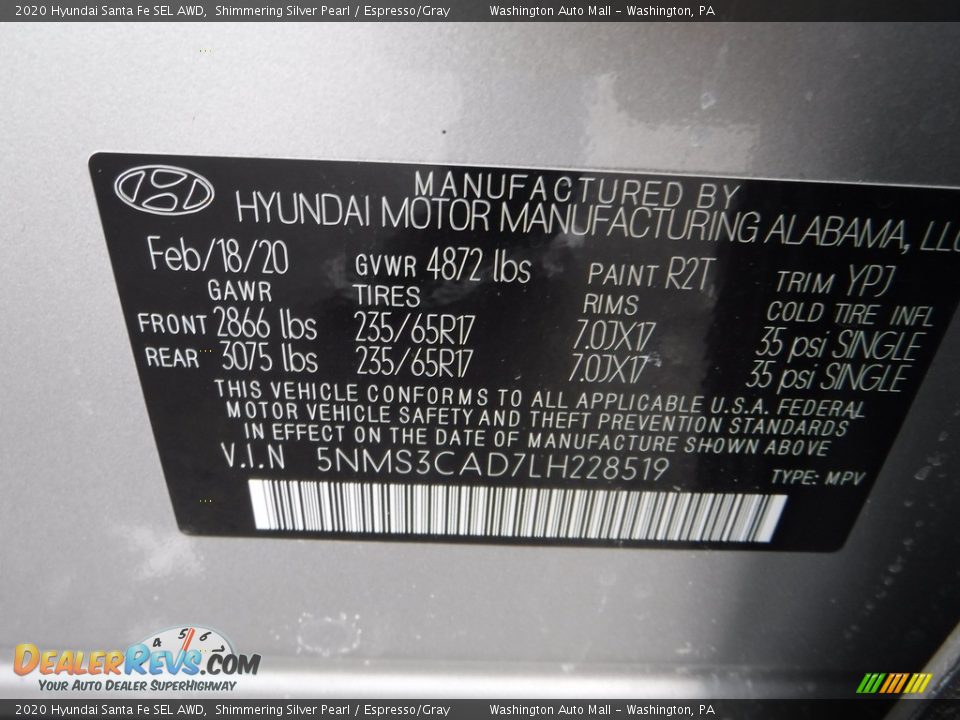 2020 Hyundai Santa Fe SEL AWD, Shimmering Silver Pearl / Espresso/Gray Washington Auto Mall - Washington, PA
MANUFACTURED BY
HYUNDAI MOTOR MANUFACTURING ALABAMA, LLC
Feb/18/20 GVWR 4872 lbs PAINT R2T TRIM YPJ
GAWR TIRES RIMS COLD TIRE INFL
FRONT 2866 lbs 235/65R17 7.0JX17 35 psi SINGLE
REAR 3075 lbs 235/65R17 7.0JX17 35 psi SINGLE
THIS VEHICLE CONFORMS TO ALL APPLICABLE U.S.A. FEDERAL
MOTOR VEHICLE SAFETY AND THEFT PREVENTION STANDARDS
IN EFFECT ON THE DATE OF MANUFACTURE SHOWN ABOVE
V.I.N 5NMS3CAD7LH228519
TYPE: MPV
4 5 6 7
DEALERREVS.COM
YOUR AUTO DEALER SUPERHIGHWAY
2020 Hyundai Santa Fe SEL AWD, Shimmering Silver Pearl / Espresso/Gray Washington Auto Mall - Washington, PA